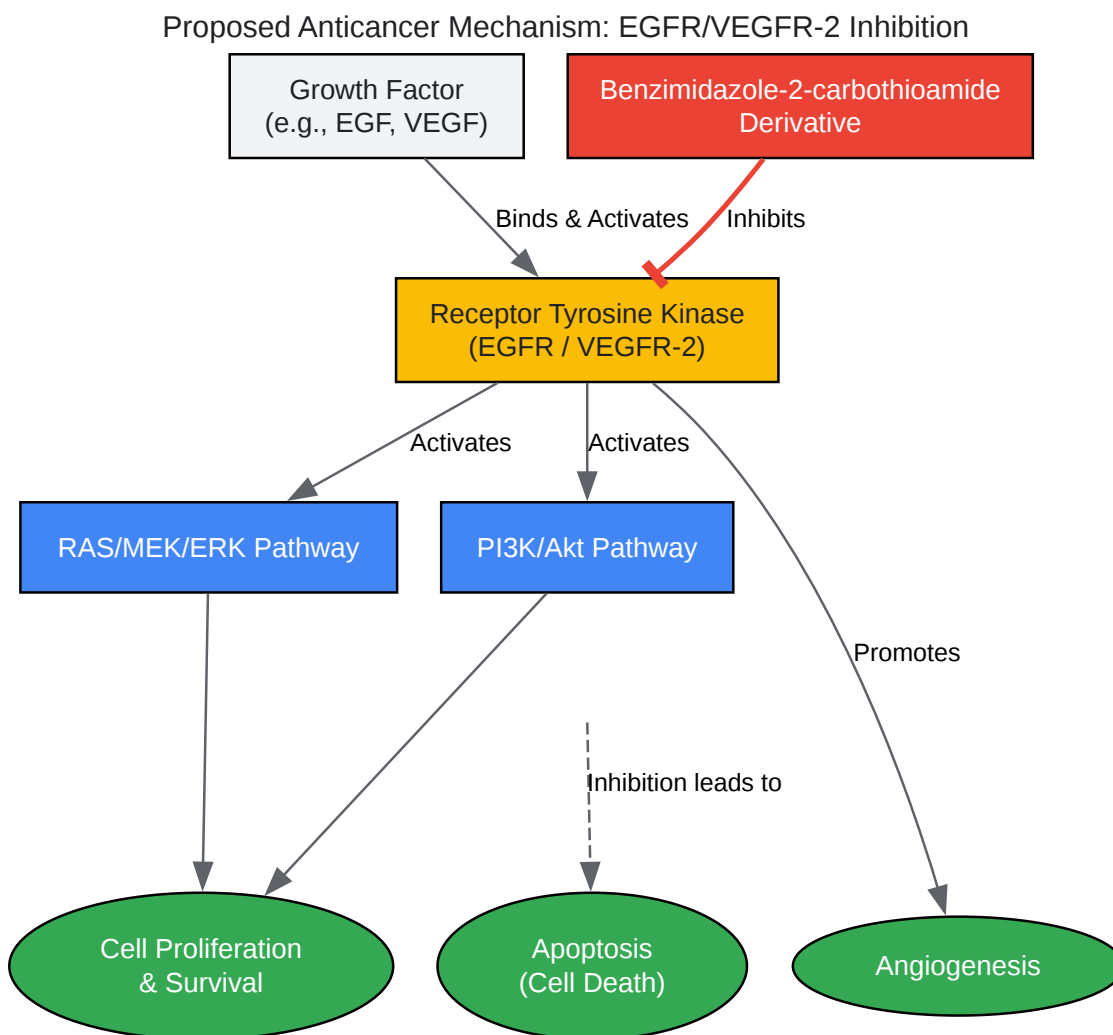 Proposed Anticancer Mechanism: EGFR/VEGFR-2 Inhibition
Growth Factor
(e.g., EGF, VEGF)
Benzimidazole-2-carbothioamide
Derivative
Binds & Activates
Inhibits
Receptor Tyrosine Kinase
(EGFR / VEGFR-2)
Activates
Activates
RAS/MEK/ERK Pathway
PI3K/Akt Pathway
Promotes
Inhibition leads to
Cell Proliferation
& Survival
Apoptosis
(Cell Death)
Angiogenesis